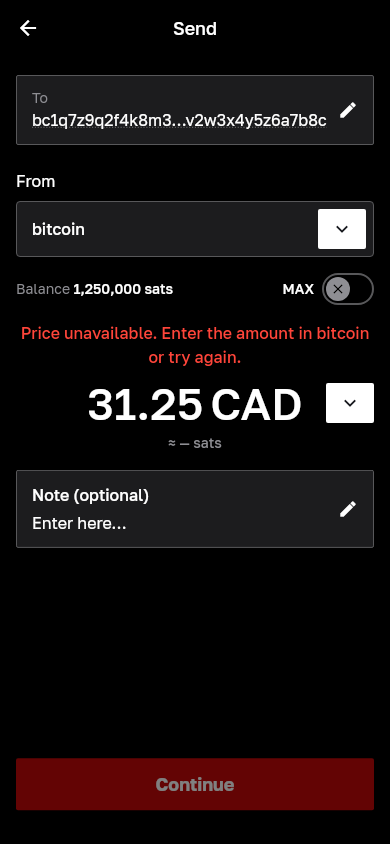 Send
To
bc1q7z9q2f4k8m3...v2w3x4y5z6a7b8c
From
bitcoin
Balance 1,250,000 sats MAX
Price unavailable. Enter the amount in bitcoin
or try again.
31.25 CAD
≈ — sats
Note (optional)
Enter here...
Continue